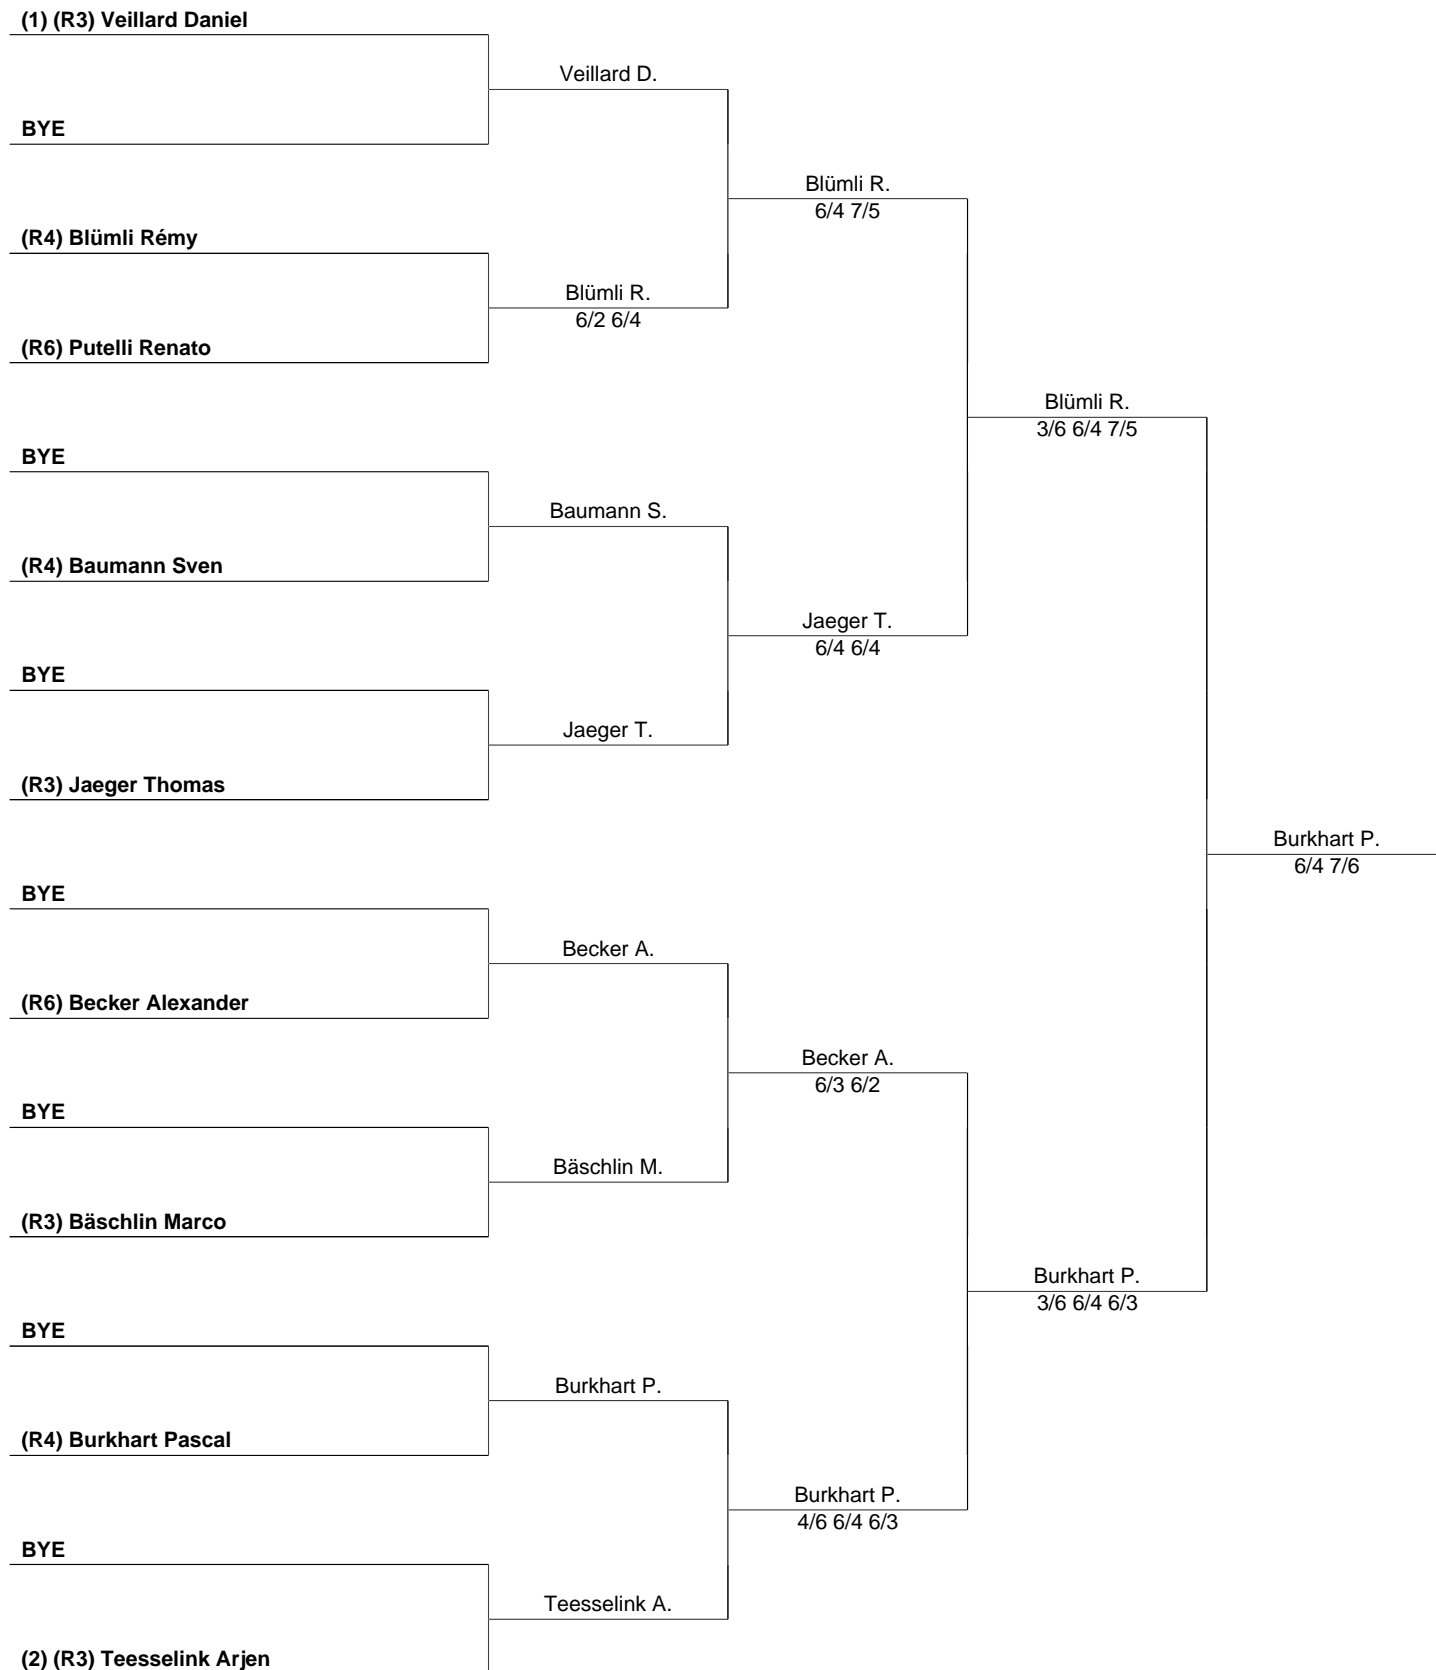 (1) (R3) Veillard Daniel
Veillard D.
BYE
Blümli R.
6/4 7/5
(R4) Blümli Rémy
Blümli R.
6/2 6/4
(R6) Putelli Renato
Blümli R.
3/6 6/4 7/5
BYE
Baumann S.
(R4) Baumann Sven
Jaeger T.
6/4 6/4
BYE
Jaeger T.
(R3) Jaeger Thomas
Burkhart P.
6/4 7/6
BYE
Becker A.
(R6) Becker Alexander
Becker A.
6/3 6/2
BYE
Bäschlin M.
(R3) Bäschlin Marco
Burkhart P.
3/6 6/4 6/3
BYE
Burkhart P.
(R4) Burkhart Pascal
Burkhart P.
4/6 6/4 6/3
BYE
Teesselink A.
(2) (R3) Teesselink Arjen